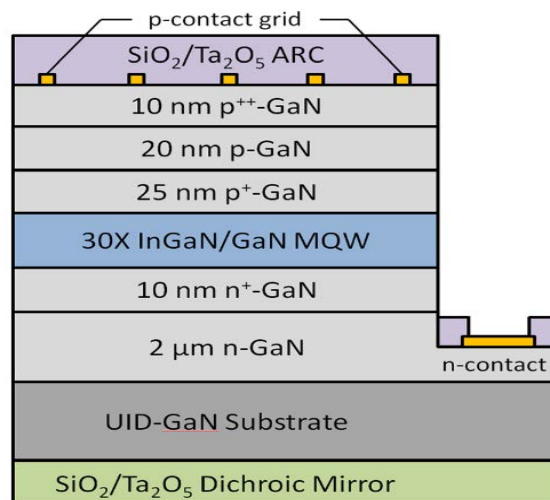 p-contact grid
SiO₂/Ta₂O₅ ARC
10 nm p⁺⁺-GaN
20 nm p-GaN
25 nm p⁺-GaN
30X InGaN/GaN MQW
10 nm n⁺-GaN
2 μm n-GaN
n-contact
UID-GaN Substrate
SiO₂/Ta₂O₅ Dichroic Mirror